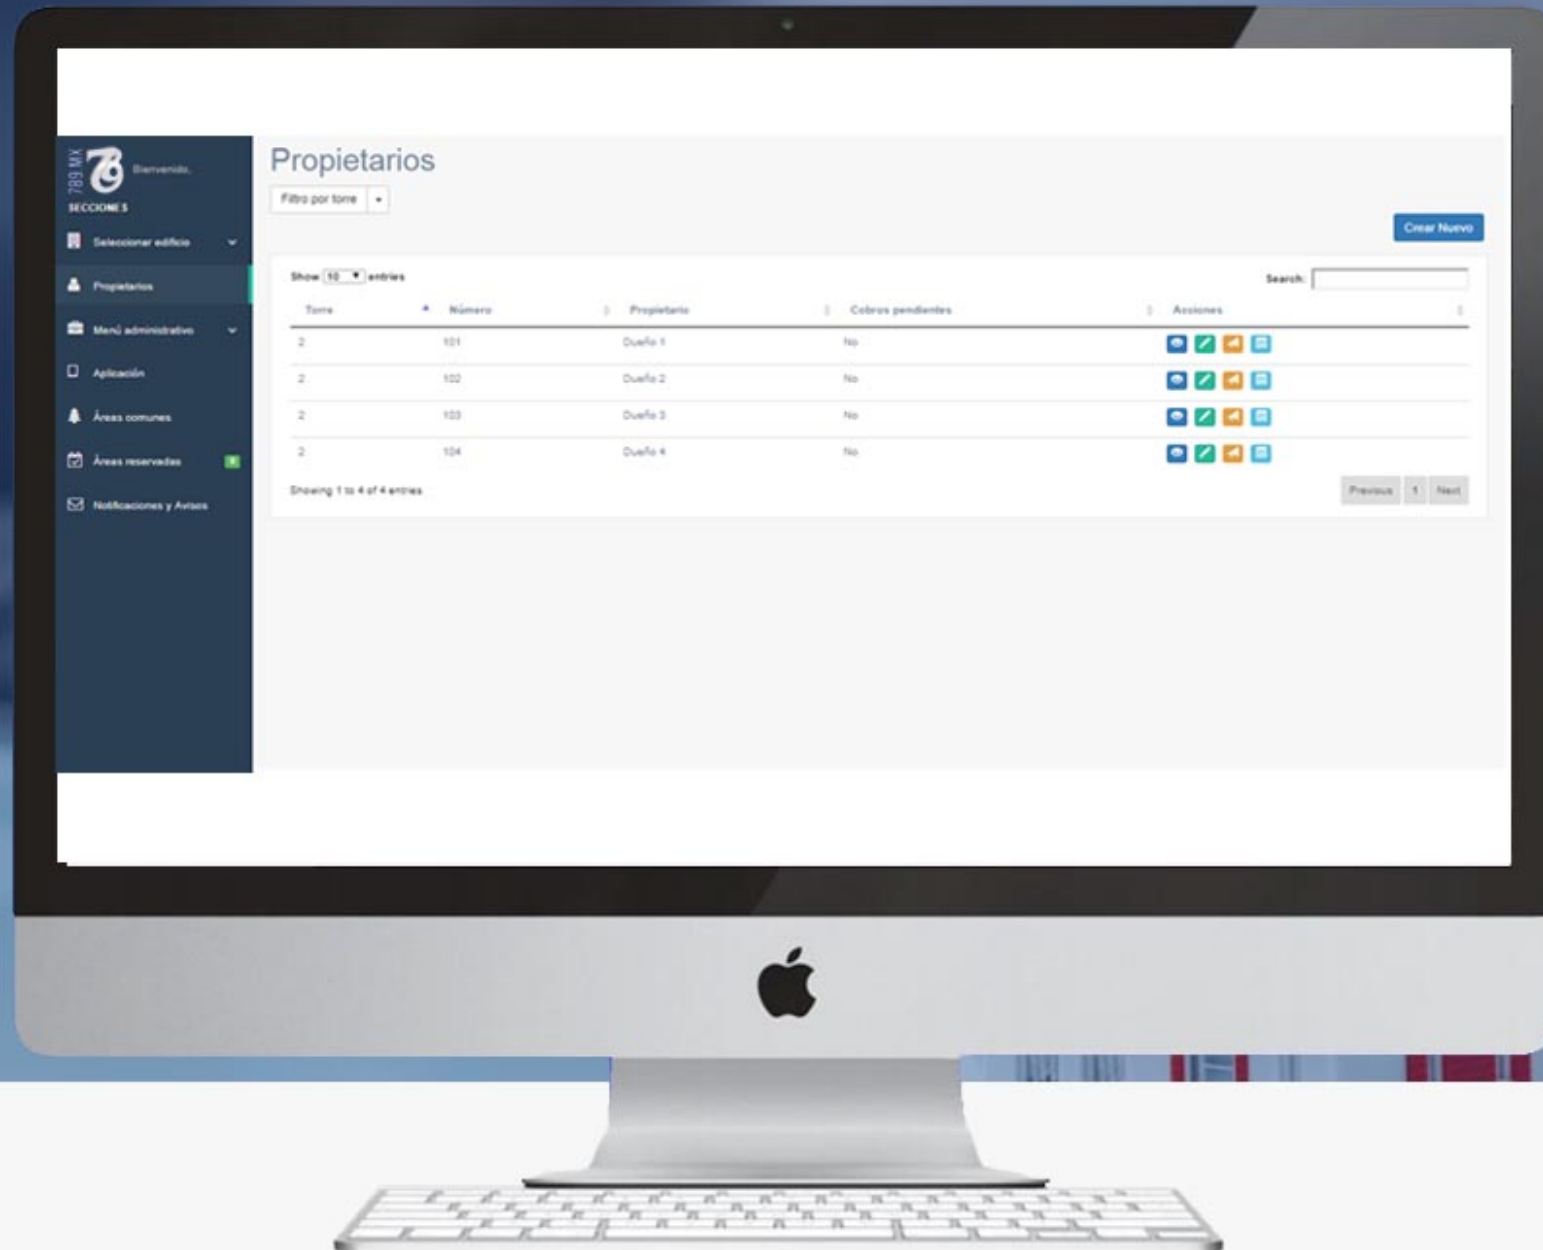 789 MX
Bienvenido,
SECCIONES
Seleccionar edificio
Propietarios
Menú administrativo
Aplicación
Áreas comunes
Áreas reservadas
Notificaciones y Avisos
Propietarios
Filtro por torre
Crear Nuevo
Show 10 entries
Search:
Torre Número Propietario Cobros pendientes Acciones
2 101 Dueño 1 No
2 102 Dueño 2 No
2 103 Dueño 3 No
2 104 Dueño 4 No
Showing 1 to 4 of 4 entries
Previous 1 Next